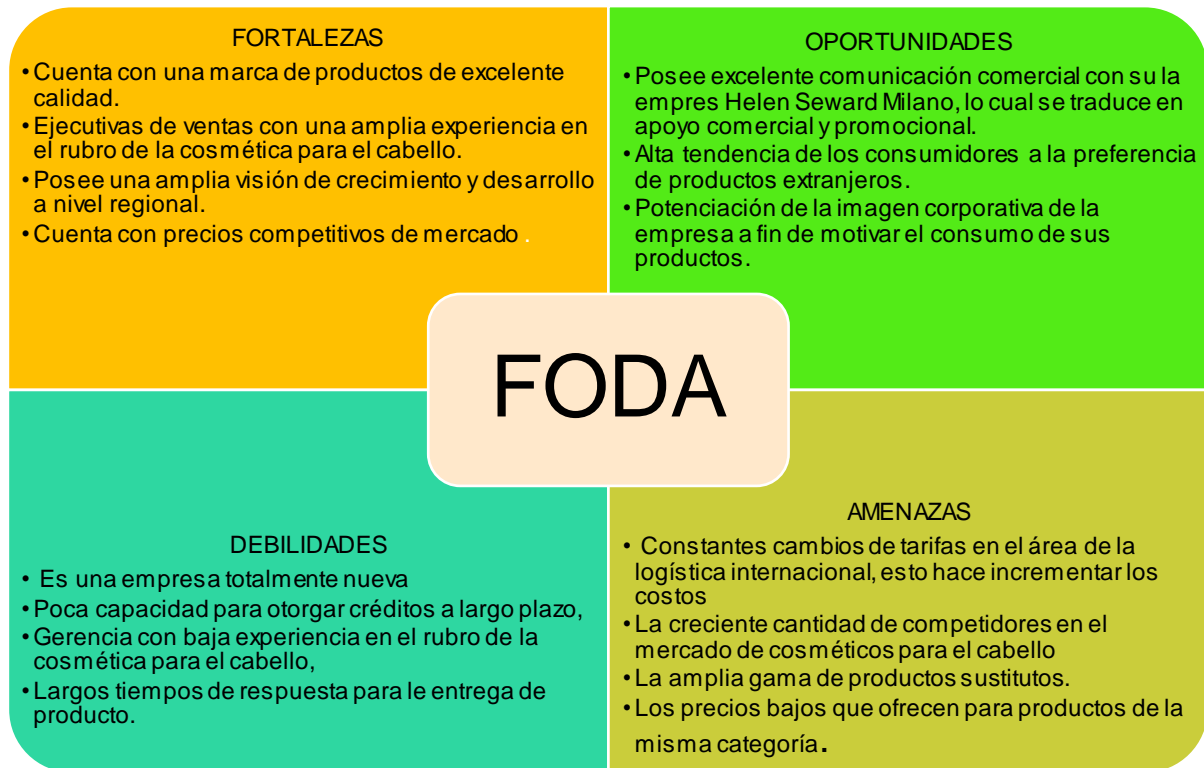 FORTALEZAS
• Cuenta con una marca de productos de excelente
calidad.
• Ejecutivas de ventas con una amplia experiencia en
el rubro de la cosmética para el cabello.
• Posee una amplia visión de crecimiento y desarrollo
a nivel regional.
• Cuenta con precios competitivos de mercado .
OPORTUNIDADES
• Posee excelente comunicación comercial con su la
empres Helen Seward Milano, lo cual se traduce en
apoyo comercial y promocional.
• Alta tendencia de los consumidores a la preferencia
de productos extranjeros.
• Potenciación de la imagen corporativa de la
empresa a fin de motivar el consumo de sus
productos.
FODA
DEBILIDADES
• Es una empresa totalmente nueva
• Poca capacidad para otorgar créditos a largo plazo,
• Gerencia con baja experiencia en el rubro de la
cosmética para el cabello,
• Largos tiempos de respuesta para le entrega de
producto.
AMENAZAS
• Constantes cambios de tarifas en el área de la
logística internacional, esto hace incrementar los
costos
• La creciente cantidad de competidores en el
mercado de cosméticos para el cabello
• La amplia gama de productos sustitutos.
• Los precios bajos que ofrecen para productos de la
misma categoría.